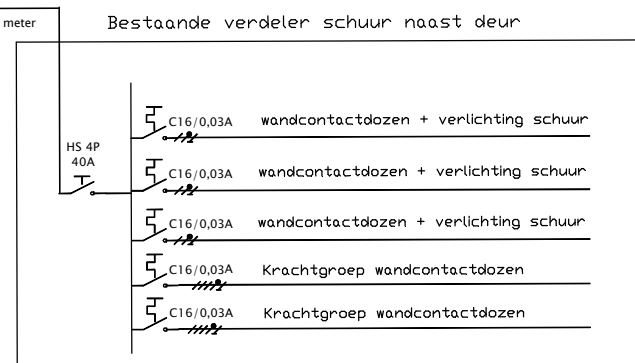 meter
Bestaande verdeler schuur naast deur
C16/0,03A wandcontactdozen + verlichting schuur
HS 4P
40A
C16/0,03A wandcontactdozen + verlichting schuur
C16/0,03A wandcontactdozen + verlichting schuur
C16/0,03A Krachtgroep wandcontactdozen
C16/0,03A Krachtgroep wandcontactdozen